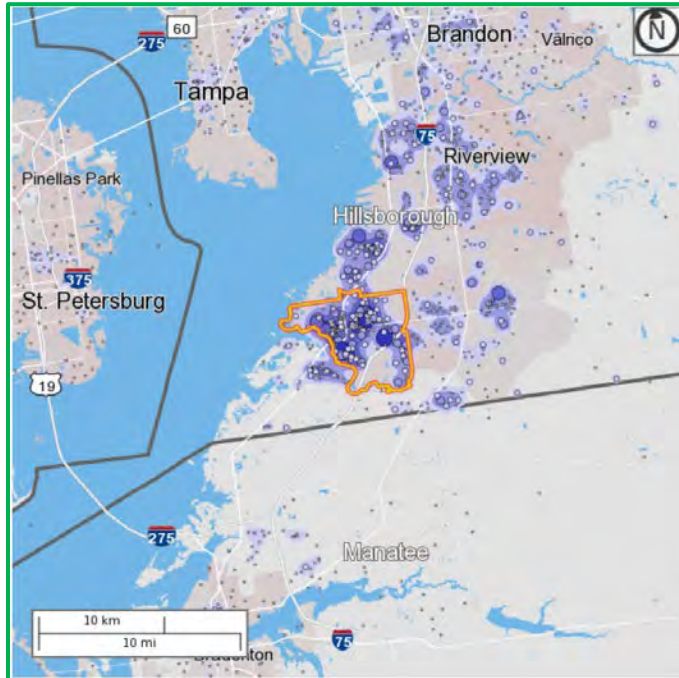 60
275
Brandon
Valrico
N
Tampa
75
Riverview
Pinellas Park
Hillsborough
375
St. Petersburg
19
275
Manatee
10 km
10 mi
75
Bradenton